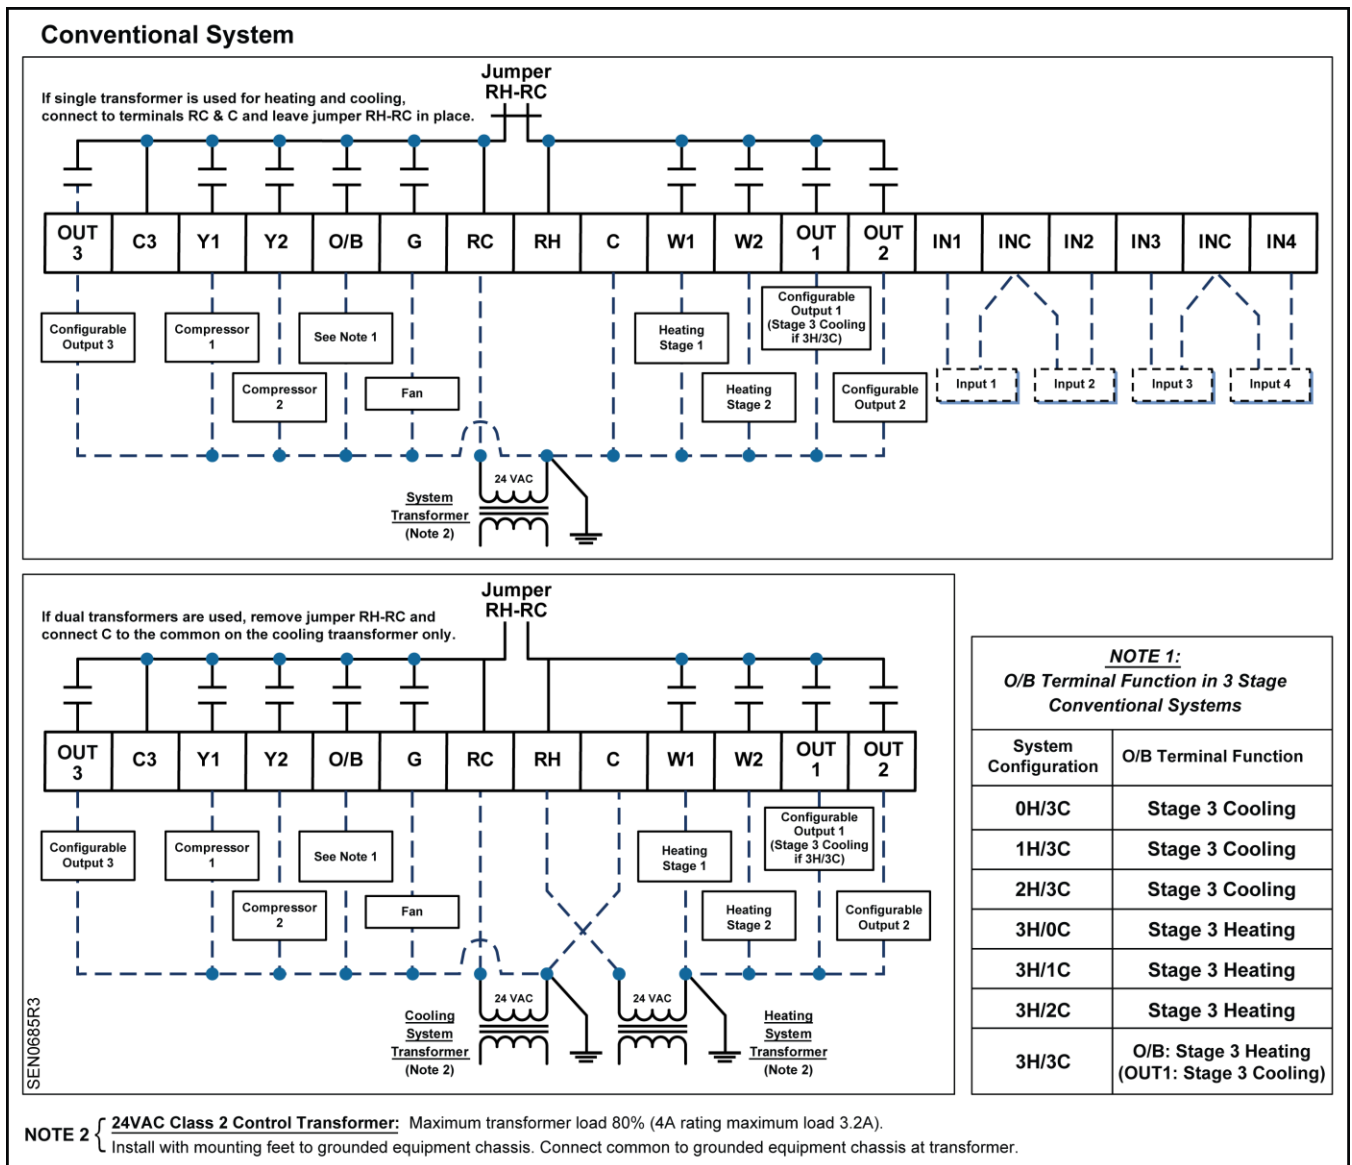 Conventional System
Jumper
RH-RC
If single transformer is used for heating and cooling,
connect to terminals RC & C and leave jumper RH-RC in place.
OUT 3 C3 Y1 Y2 O/B G RC RH C W1 W2 OUT 1 OUT 2 IN1 INC IN2 IN3 INC IN4
Configurable
Output 3
Compressor
1
See Note 1
Heating
Stage 1
Configurable
Output 1
(Stage 3 Cooling
if 3H/3C)
Compressor
2
Fan
Heating
Stage 2
Configurable
Output 2
Input 1
Input 2
Input 3
Input 4
24 VAC
System
Transformer
(Note 2)
Jumper
RH-RC
If dual transformers are used, remove jumper RH-RC and
connect C to the common on the cooling traansformer only.
OUT 3 C3 Y1 Y2 O/B G RC RH C W1 W2 OUT 1 OUT 2
Configurable
Output 3
Compressor
1
See Note 1
Heating
Stage 1
Configurable
Output 1
(Stage 3 Cooling
if 3H/3C)
Compressor
2
Fan
Heating
Stage 2
Configurable
Output 2
24 VAC
24 VAC
Cooling
System
Transformer
(Note 2)
Heating
System
Transformer
(Note 2)
SEN0685R3
NOTE 1:
O/B Terminal Function in 3 Stage
Conventional Systems
System
Configuration
O/B Terminal Function
0H/3C Stage 3 Cooling
1H/3C Stage 3 Cooling
2H/3C Stage 3 Cooling
3H/0C Stage 3 Heating
3H/1C Stage 3 Heating
3H/2C Stage 3 Heating
3H/3C O/B: Stage 3 Heating
(OUT1: Stage 3 Cooling)
NOTE 2 { 24VAC Class 2 Control Transformer: Maximum transformer load 80% (4A rating maximum load 3.2A).
Install with mounting feet to grounded equipment chassis. Connect common to grounded equipment chassis at transformer.